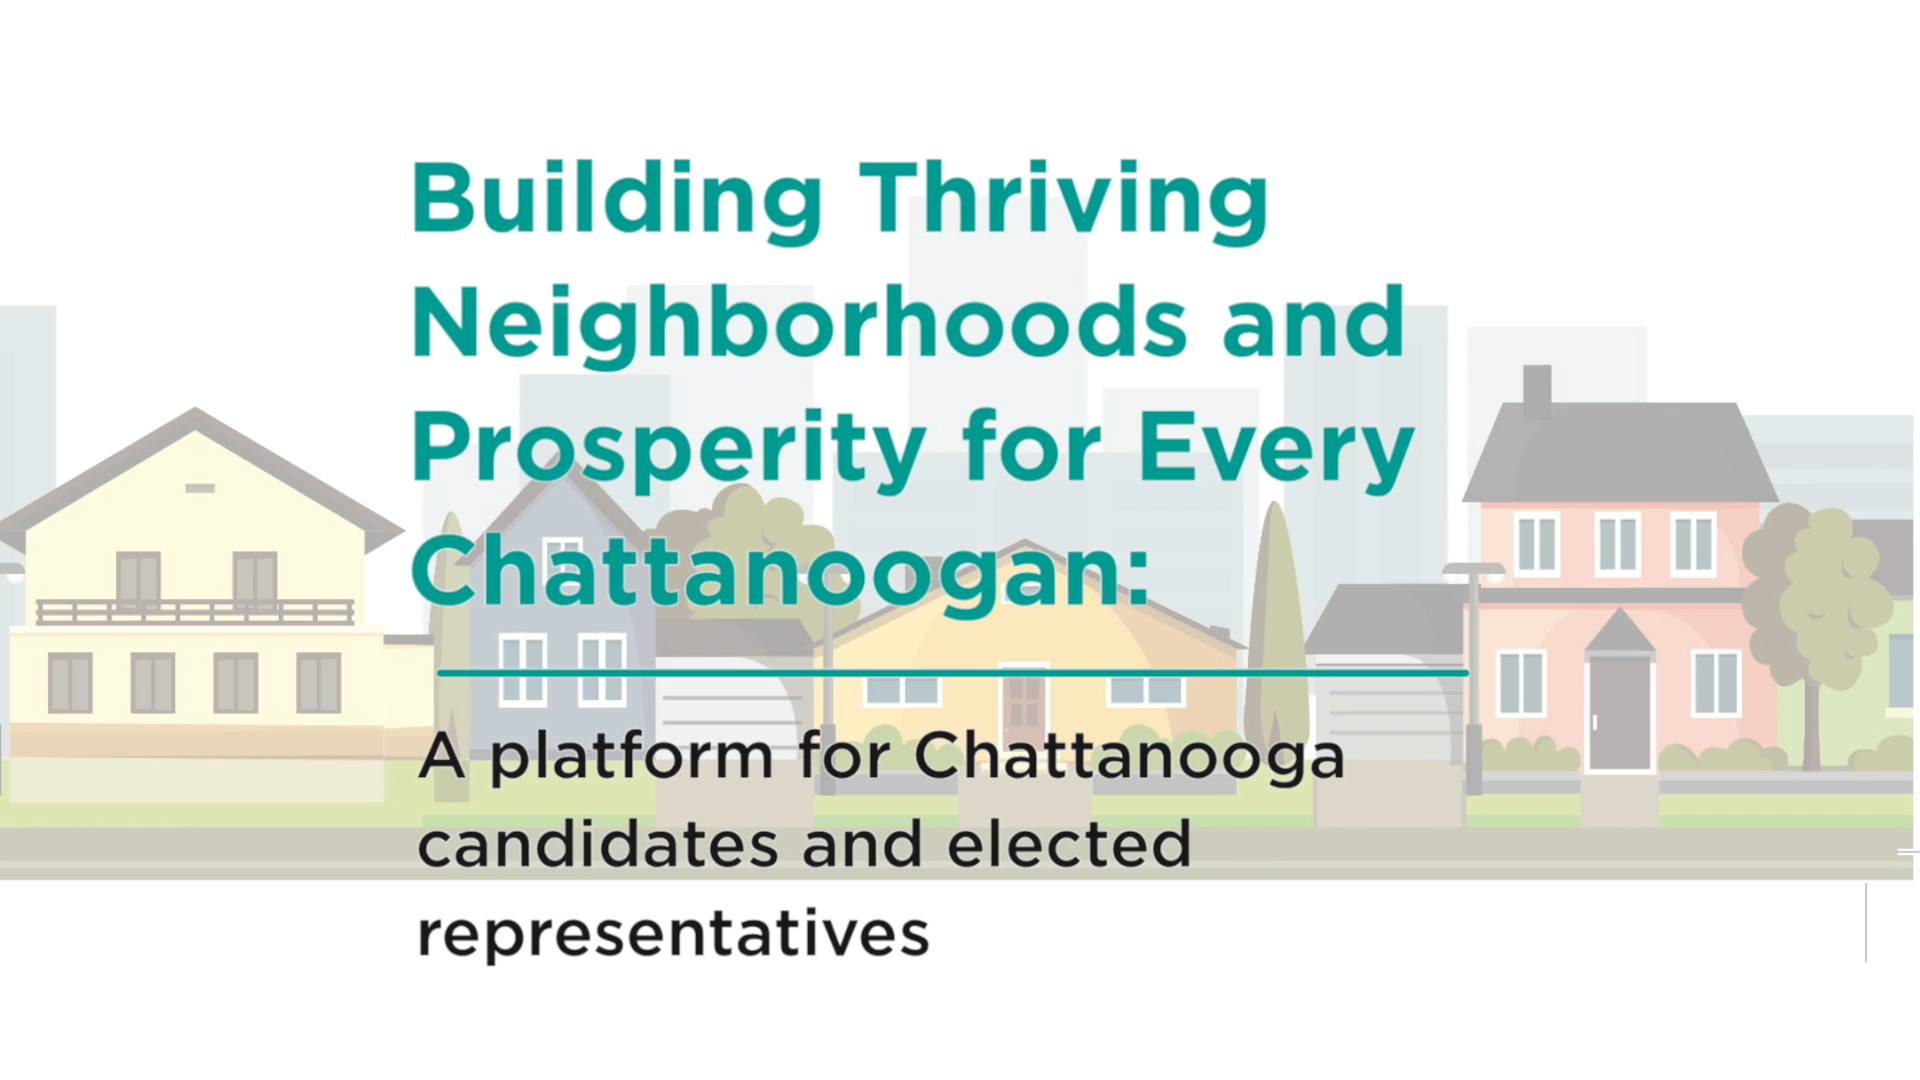 Building Thriving
Neighborhoods and
Prosperity for Every
Chattanoogan:
A platform for Chattanooga
candidates and elected
representatives